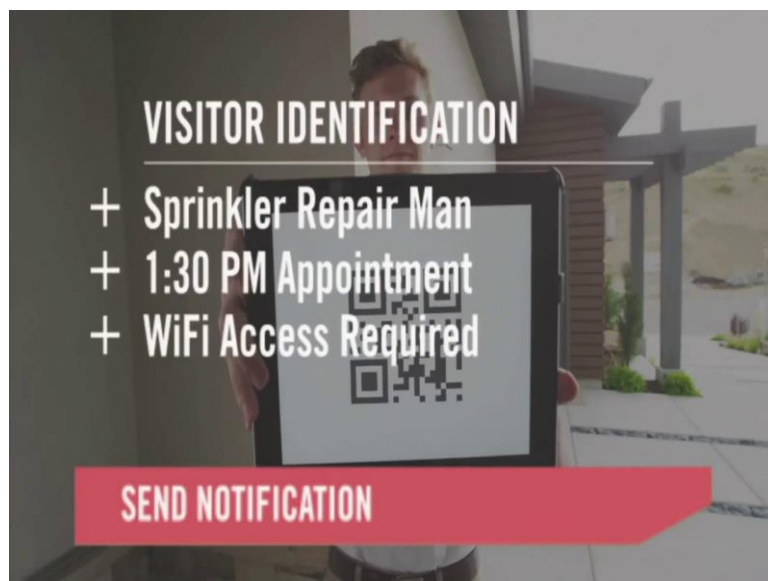 VISITOR IDENTIFICATION
+ Sprinkler Repair Man
+ 1:30 PM Appointment
+ WiFi Access Required
SEND NOTIFICATION